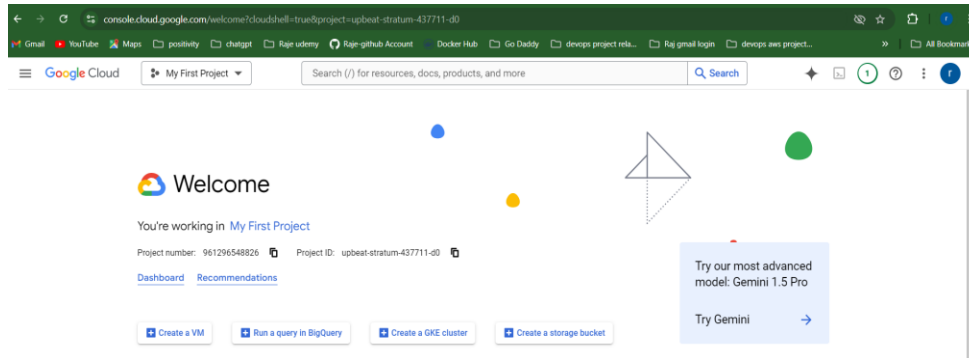 console.cloud.google.com/welcome?cloudshell=true&project=upbeat-stratum-437711-d0
Gmail YouTube Maps positivity chatgpt Raje udemy Raje-github Account Docker Hub Go Daddy devops project rela... Raj gmail login devops aws project... » All Bookmar
Google Cloud My First Project Search (/) for resources, docs, products, and more Search 1 r
Welcome
You're working in My First Project
Project number: 961296548826 Project ID: upbeat-stratum-437711-d0
Dashboard Recommendations
Try our most advanced
model: Gemini 1.5 Pro
Try Gemini
Create a VM Run a query in BigQuery Create a GKE cluster Create a storage bucket